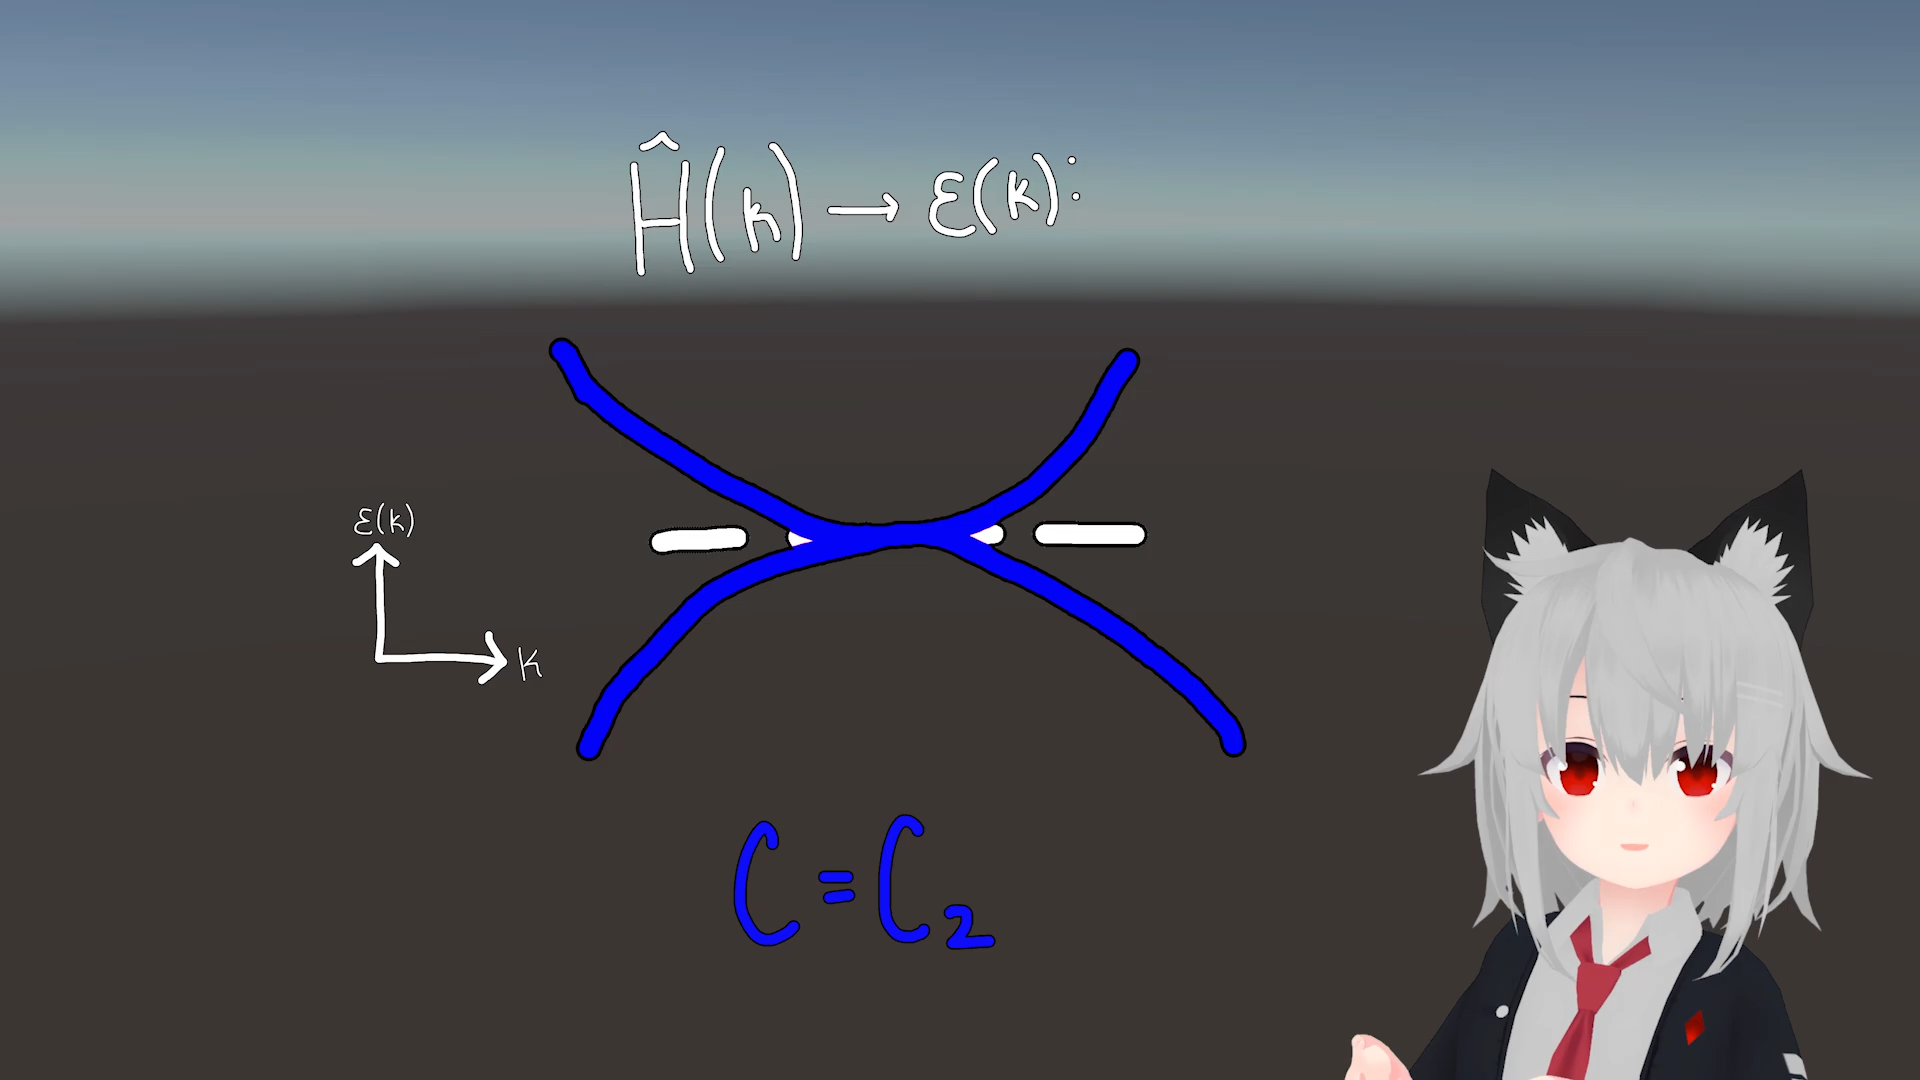 Ĥ(k) → ε(k):
ε(k)
k
C = C₂